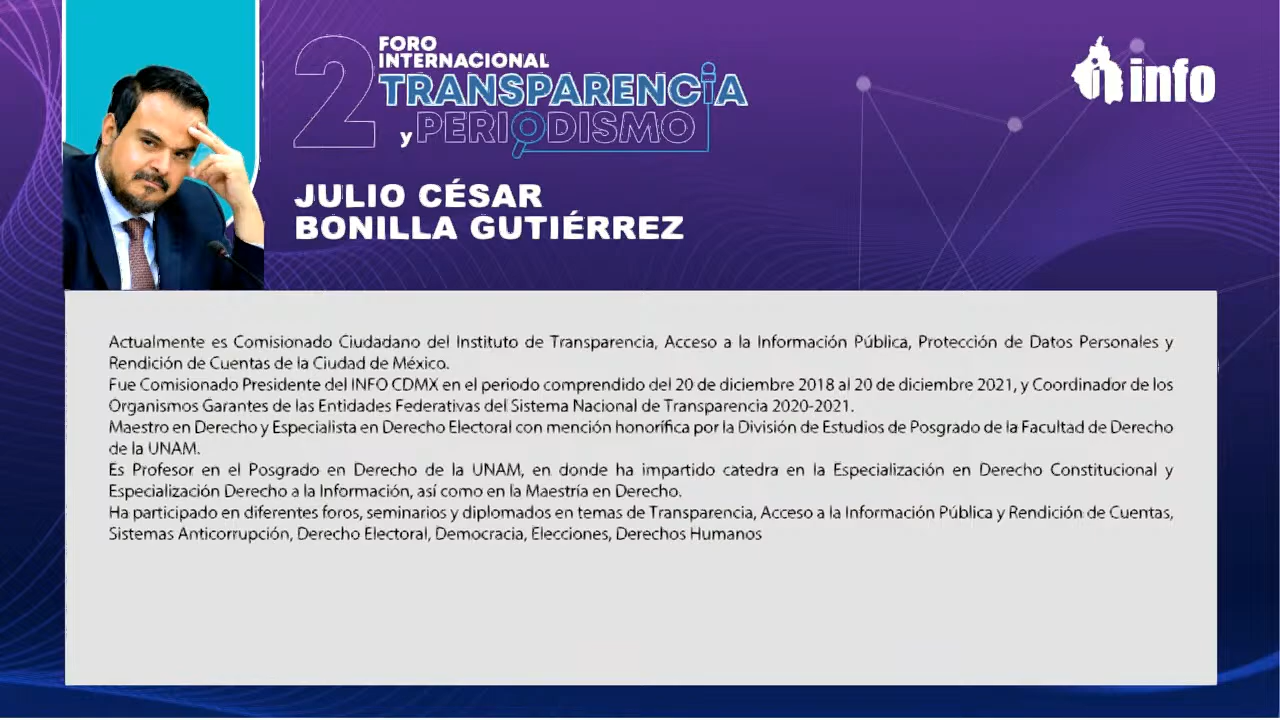 2
FORO
INTERNACIONAL
TRANSPARENCIA
y PERIODISMO
info
JULIO CÉSAR
BONILLA GUTIÉRREZ
Actualmente es Comisionado Ciudadano del Instituto de Transparencia, Acceso a la Información Pública, Protección de Datos Personales y
Rendición de Cuentas de la Ciudad de México.
Fue Comisionado Presidente del INFO CDMX en el periodo comprendido del 20 de diciembre 2018 al 20 de diciembre 2021, y Coordinador de los
Organismos Garantes de las Entidades Federativas del Sistema Nacional de Transparencia 2020-2021.
Maestro en Derecho y Especialista en Derecho Electoral con mención honorífica por la División de Estudios de Posgrado de la Facultad de Derecho
de la UNAM.
Es Profesor en el Posgrado en Derecho de la UNAM, en donde ha impartido catedra en la Especialización en Derecho Constitucional y
Especialización Derecho a la Información, así como en la Maestría en Derecho.
Ha participado en diferentes foros, seminarios y diplomados en temas de Transparencia, Acceso a la Información Pública y Rendición de Cuentas,
Sistemas Anticorrupción, Derecho Electoral, Democracia, Elecciones, Derechos Humanos